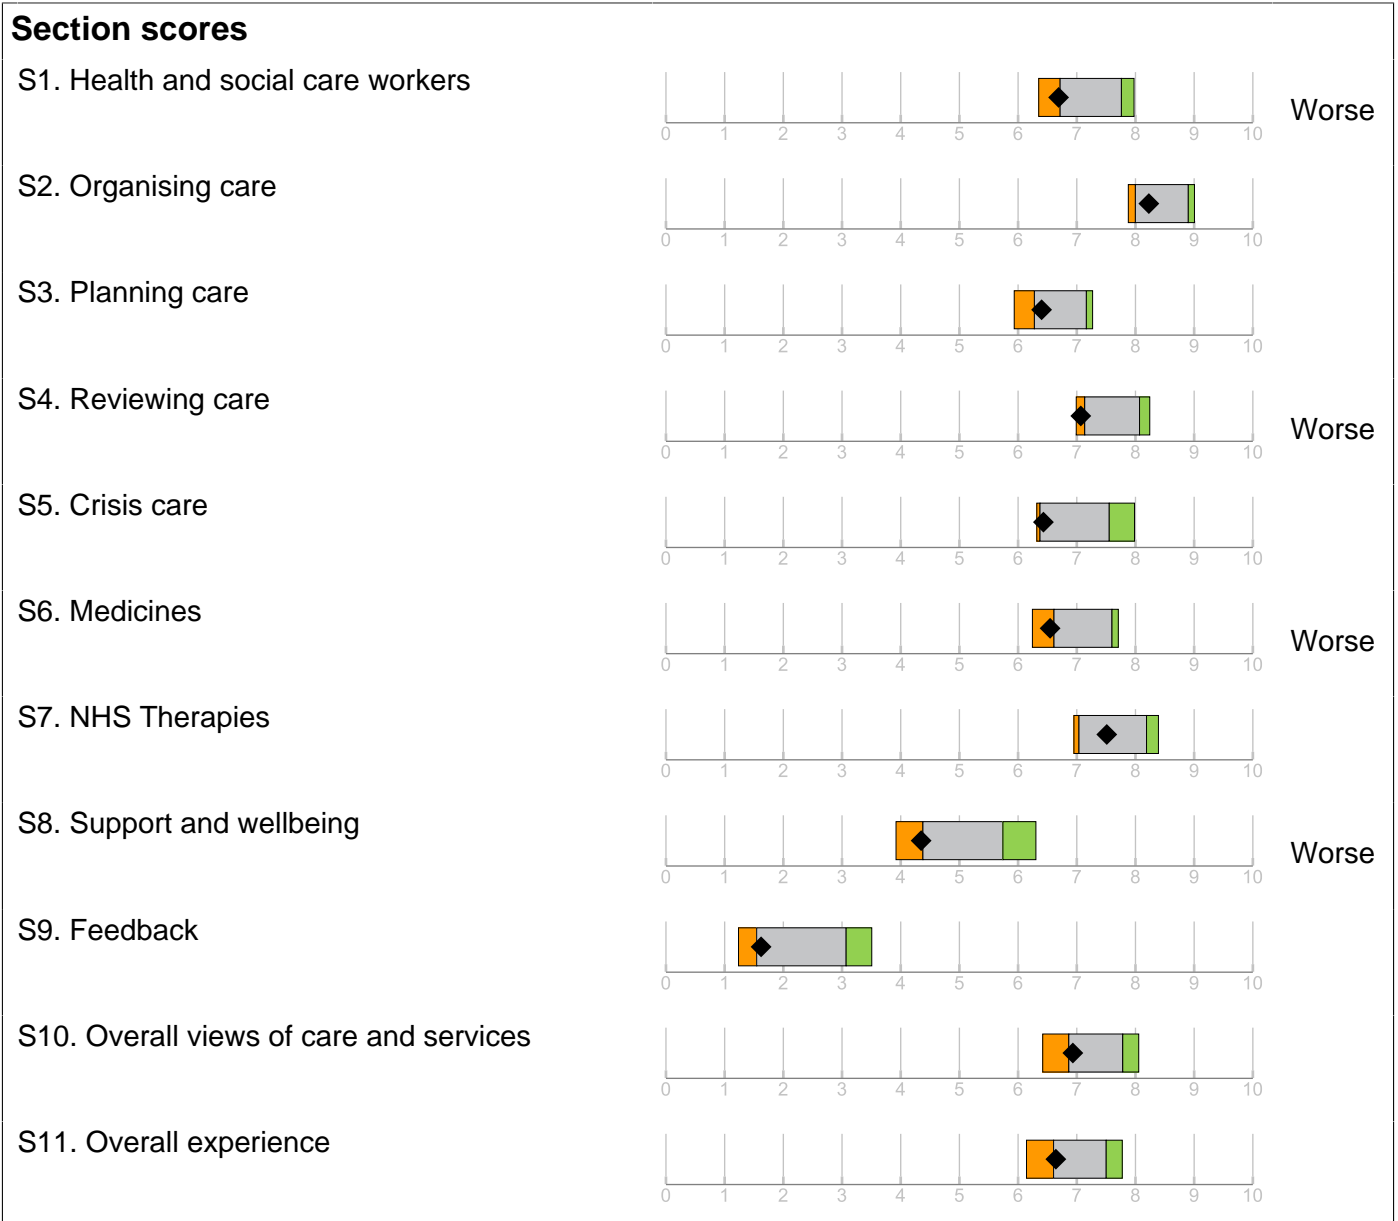 Section scores
S1. Health and social care workers
0 1 2 3 4 5 6 7 8 9 10
Worse
S2. Organising care
0 1 2 3 4 5 6 7 8 9 10
S3. Planning care
0 1 2 3 4 5 6 7 8 9 10
S4. Reviewing care
0 1 2 3 4 5 6 7 8 9 10
Worse
S5. Crisis care
0 1 2 3 4 5 6 7 8 9 10
S6. Medicines
0 1 2 3 4 5 6 7 8 9 10
Worse
S7. NHS Therapies
0 1 2 3 4 5 6 7 8 9 10
S8. Support and wellbeing
0 1 2 3 4 5 6 7 8 9 10
Worse
S9. Feedback
0 1 2 3 4 5 6 7 8 9 10
S10. Overall views of care and services
0 1 2 3 4 5 6 7 8 9 10
S11. Overall experience
0 1 2 3 4 5 6 7 8 9 10